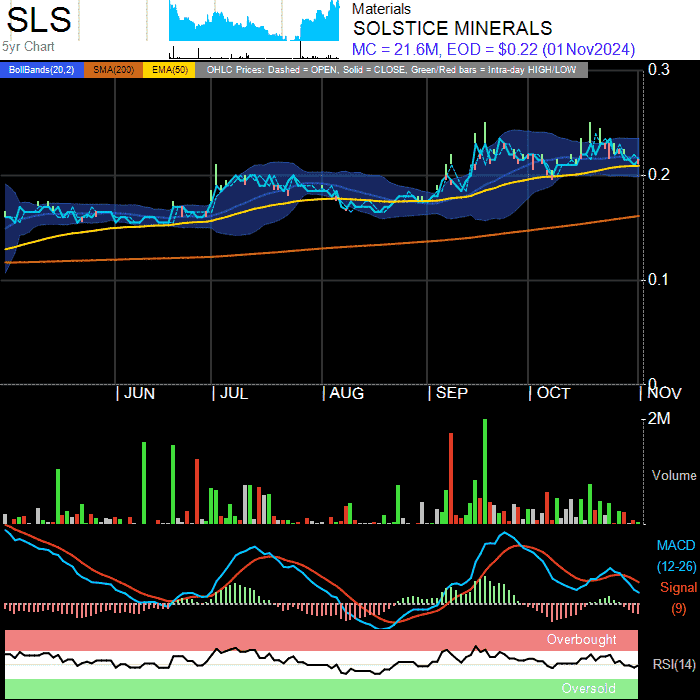 SLS
5yr Chart
Materials
SOLSTICE MINERALS
MC = 21.6M, EOD = $0.22 (01Nov2024)
BollBands(20,2) SMA(200) EMA(50) OHLC Prices: Dashed = OPEN, Solid = CLOSE, Green/Red bars = Intra-day HIGH/LOW
0.3
0.2
0.1
0
JUN JUL AUG SEP OCT NOV
2M
Volume
MACD
(12-26)
Signal
(9)
Overbought
RSI(14)
Oversold